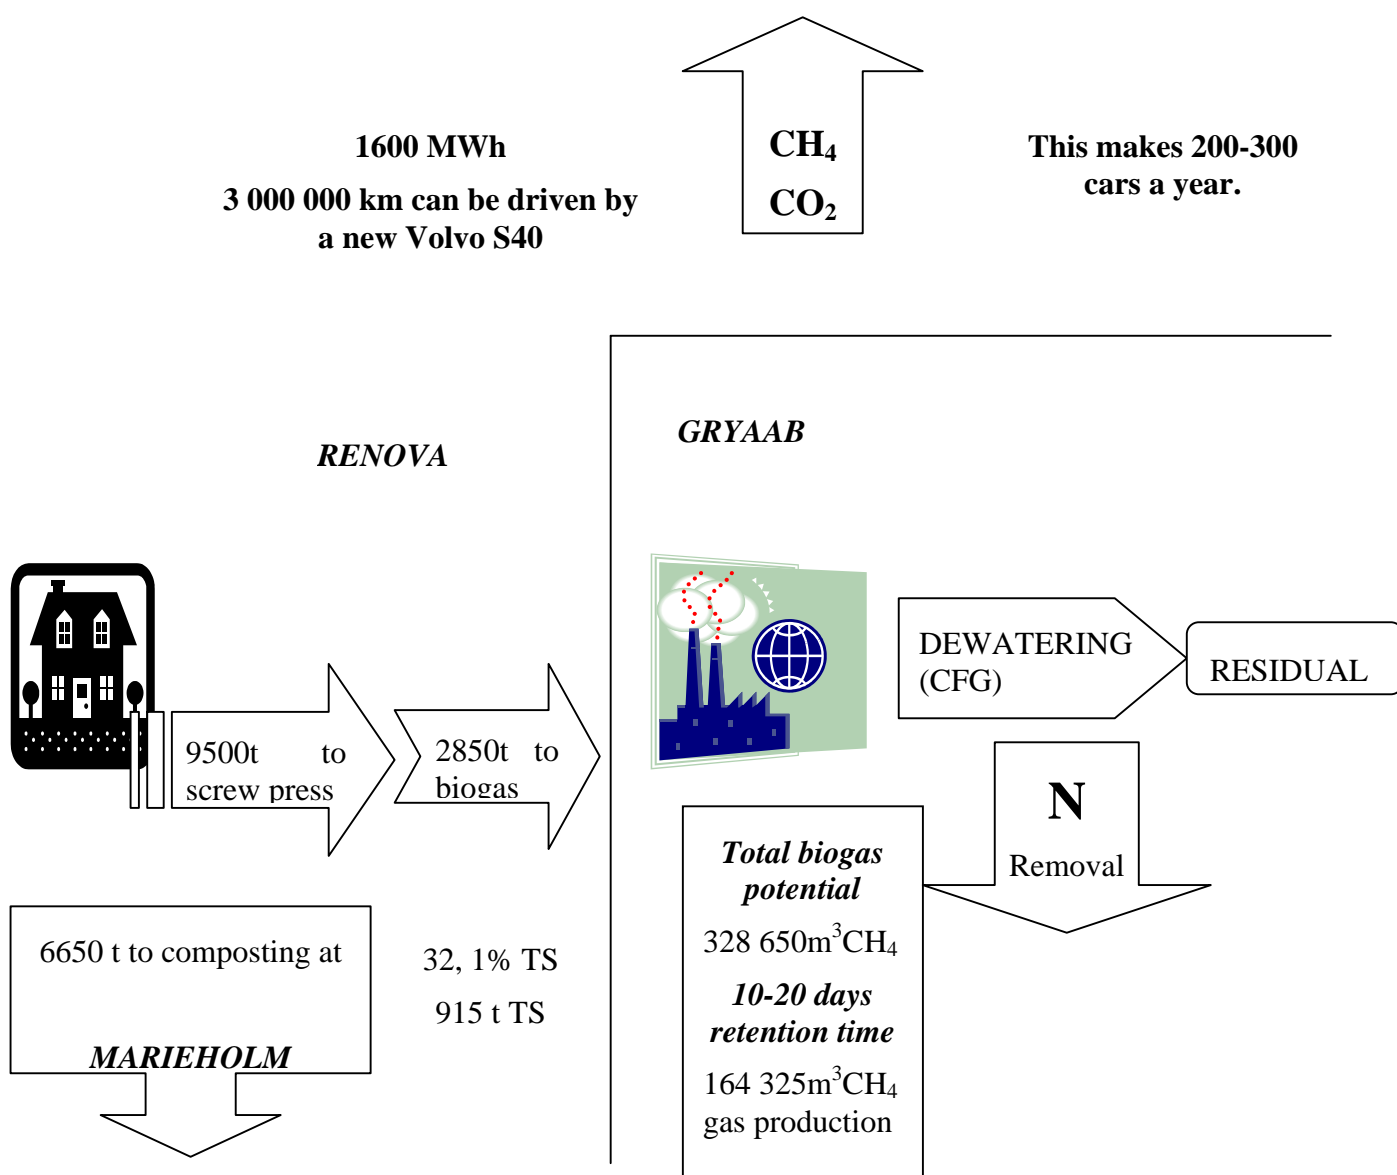 1600 MWh
3 000 000 km can be driven by
a new Volvo S40
CH₄
CO₂
This makes 200-300
cars a year.
RENOVA
GRYAAB
9500t to
screw press
2850t to
biogas
DEWATERING
(CFG)
RESIDUAL
N
Removal
6650 t to composting at
MARIEHOLM
32, 1% TS
915 t TS
Total biogas
potential
328 650m³CH₄
10-20 days
retention time
164 325m³CH₄
gas production